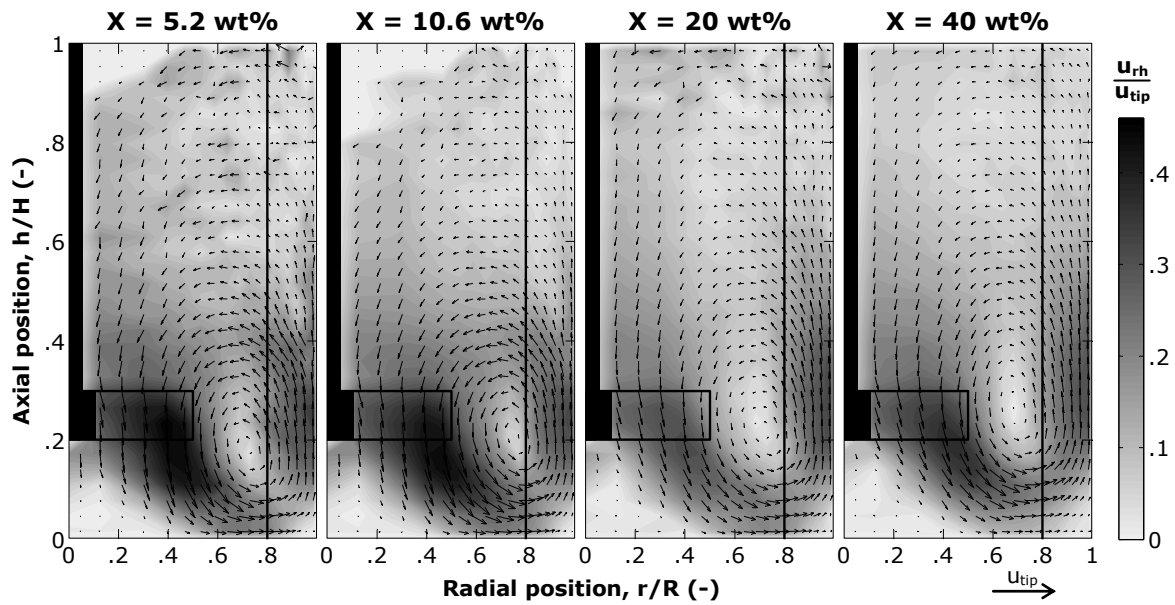 X = 5.2 wt% X = 10.6 wt% X = 20 wt% X = 40 wt%
u_rh
u_tip
Axial position, h/H (-)
1
.8
.6
.4
.2
0
.4
.3
.2
.1
0
0 .2 .4 .6 .8 0 .2 .4 .6 .8 0 .2 .4 .6 .8 0 .2 .4 .6 .8 1
Radial position, r/R (-)
u_tip